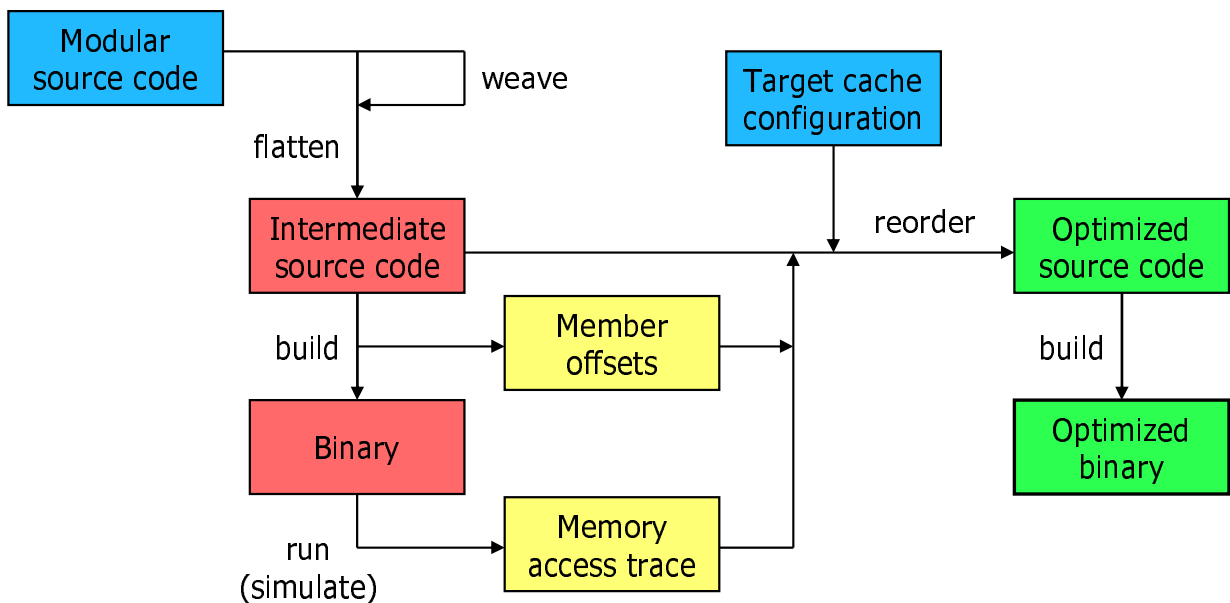 Modular
source code
weave
Target cache
configuration
flatten
Intermediate
source code
reorder
Optimized
source code
build
Member
offsets
build
Binary
Optimized
binary
run
(simulate)
Memory
access trace